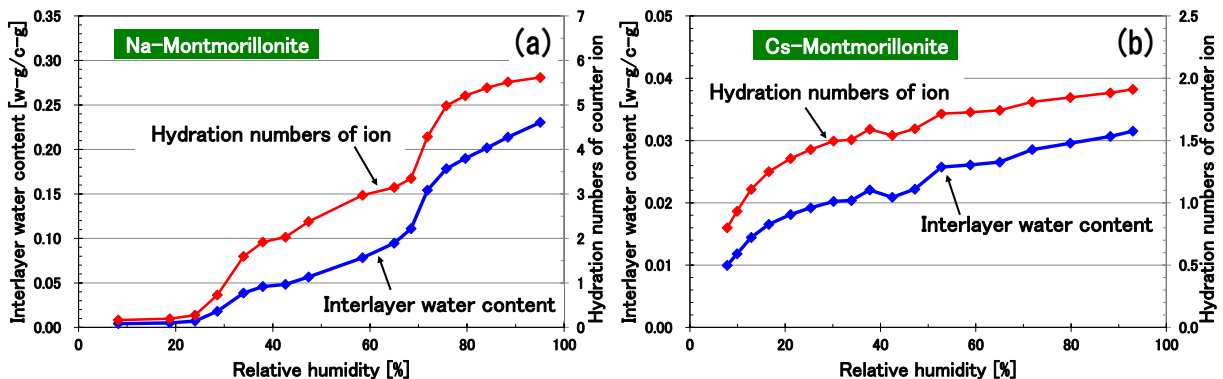 Na-Montmorillonite
(a)
Interlayer water content [w-g/c-g]
0.35
0.30
0.25
0.20
0.15
0.10
0.05
0.00
Hydration numbers of ion
Interlayer water content
7
6
5
4
3
2
1
0
Hydration numbers of counter ion
0 20 40 60 80 100
Relative humidity [%]
Cs-Montmorillonite
(b)
Interlayer water content [w-g/c-g]
0.05
0.04
0.03
0.02
0.01
0.00
Hydration numbers
of ion
Interlayer
water content
2.5
2.0
1.5
1.0
0.5
0.0
Hydration numbers of counter ion
0 20 40 60 80 100
Relative humidity [%]